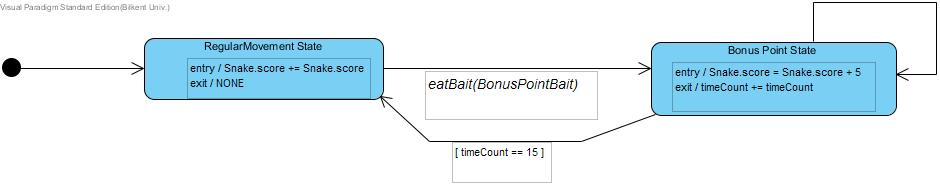 Visual Paradigm Standard Edition(Bilkent Univ.)
RegularMovement State
entry / Snake.score += Snake.score
exit / NONE
eatBait(BonusPointBait)
Bonus Point State
entry / Snake.score = Snake.score + 5
exit / timeCount += timeCount
[ timeCount == 15 ]